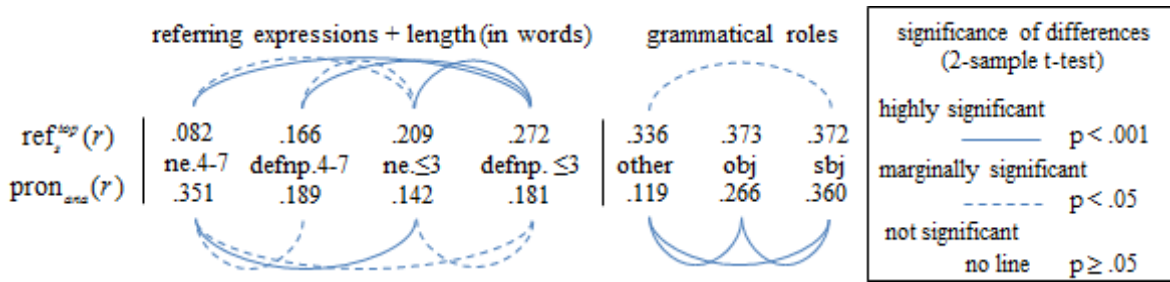 referring expressions + length (in words) grammatical roles
ref_s^top(r) .082 .166 .209 .272 .336 .373 .372
ne.4-7 defnp.4-7 ne.≤3 defnp. ≤3 other obj sbj
pron_ana(r) .351 .189 .142 .181 .119 .266 .360
significance of differences
(2-sample t-test)
highly significant
p < .001
marginally significant
p < .05
not significant
no line p ≥ .05